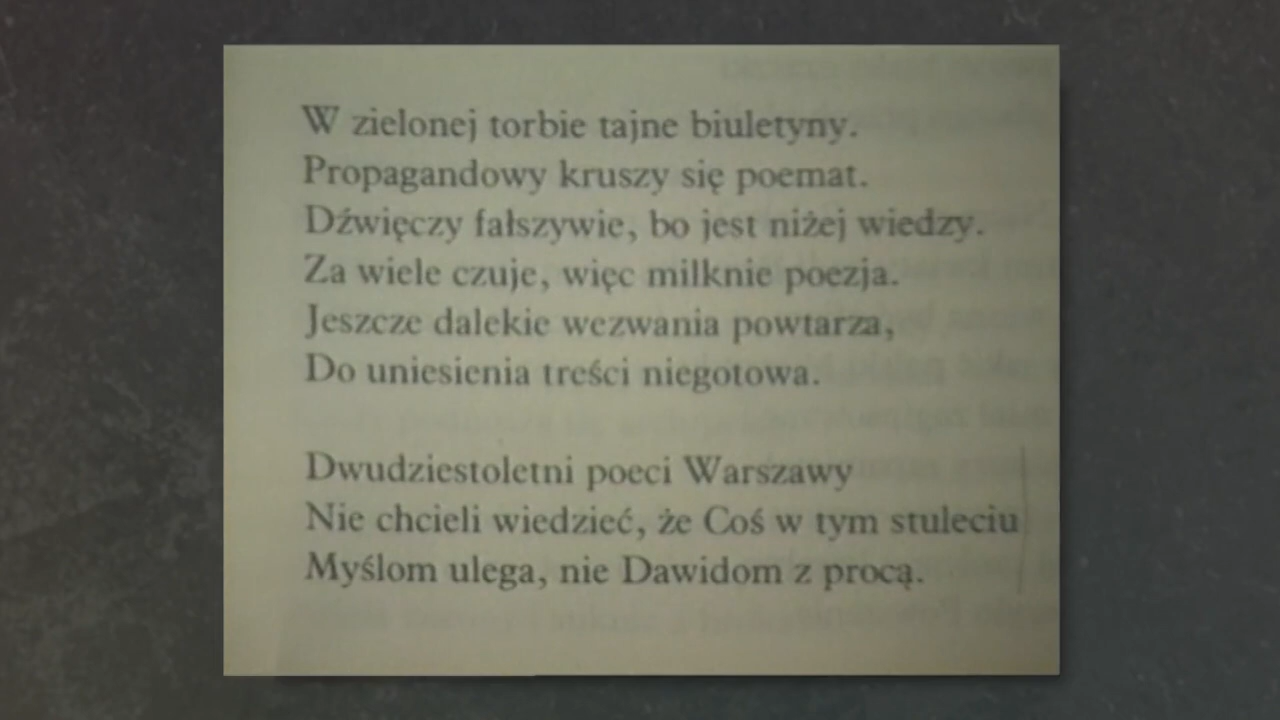 W zielonej torbie tajne biuletyny.
Propagandowy kruszy się poemat.
Dźwięczy fałszywie, bo jest niżej wiedzy.
Za wiele czuje, więc milknie poezja.
Jeszcze dalekie wezwania powtarza,
Do uniesienia treści niegotowa.
Dwudziestoletni poeci Warszawy
Nie chcieli wiedzieć, że Coś w tym stuleciu
Myślom ulega, nie Dawidom z procą.